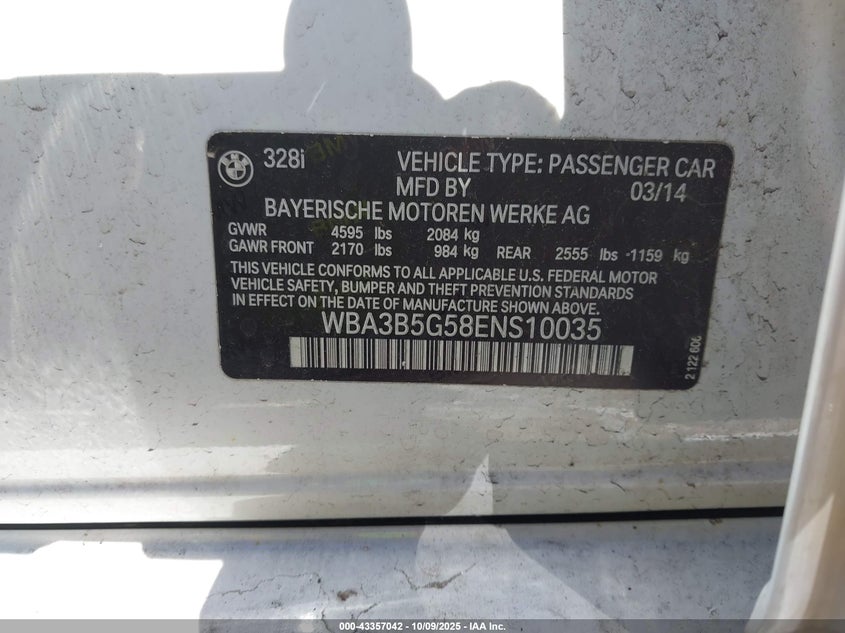 328i VEHICLE TYPE: PASSENGER CAR
MFD BY 03/14
BAYERISCHE MOTOREN WERKE AG
GVWR 4595 lbs 2084 kg
GAWR FRONT 2170 lbs 984 kg REAR 2555 lbs -1159 kg
THIS VEHICLE CONFORMS TO ALL APPLICABLE U.S. FEDERAL MOTOR
VEHICLE SAFETY, BUMPER AND THEFT PREVENTION STANDARDS
IN EFFECT ON THE DATE OF MANUFACTURE SHOWN ABOVE.
WBA3B5G58ENS10035
2 122 606
000-43357042 - 10/09/2025 - IAA Inc.